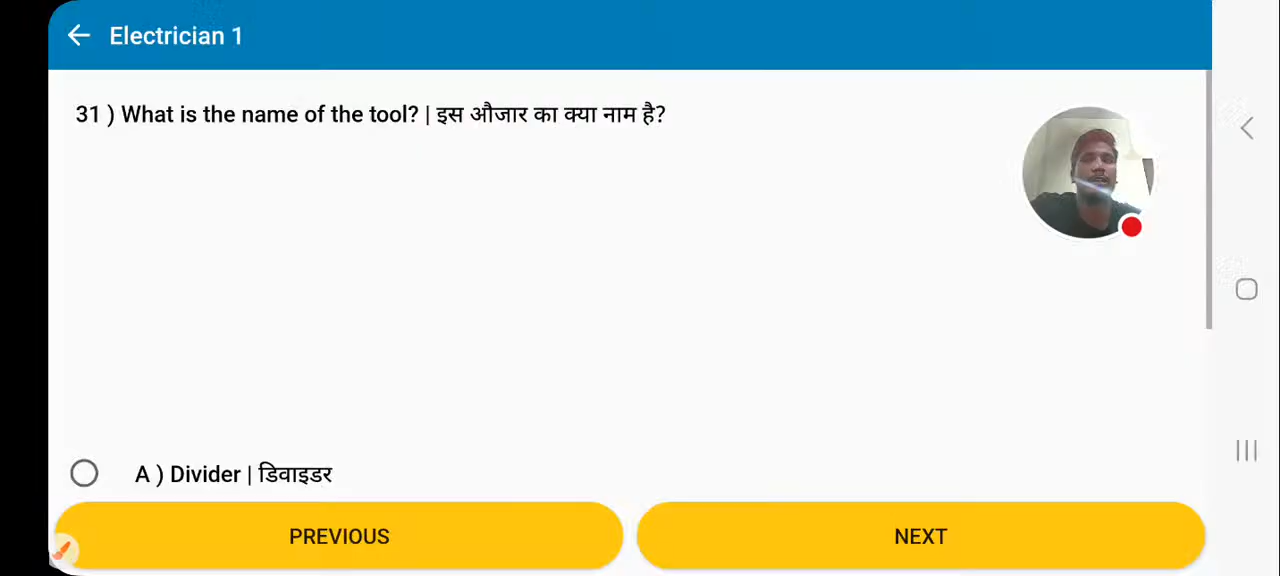 Electrician 1
31 ) What is the name of the tool? | इस औजार का क्या नाम है?
A ) Divider | डिवाइडर
PREVIOUS
NEXT